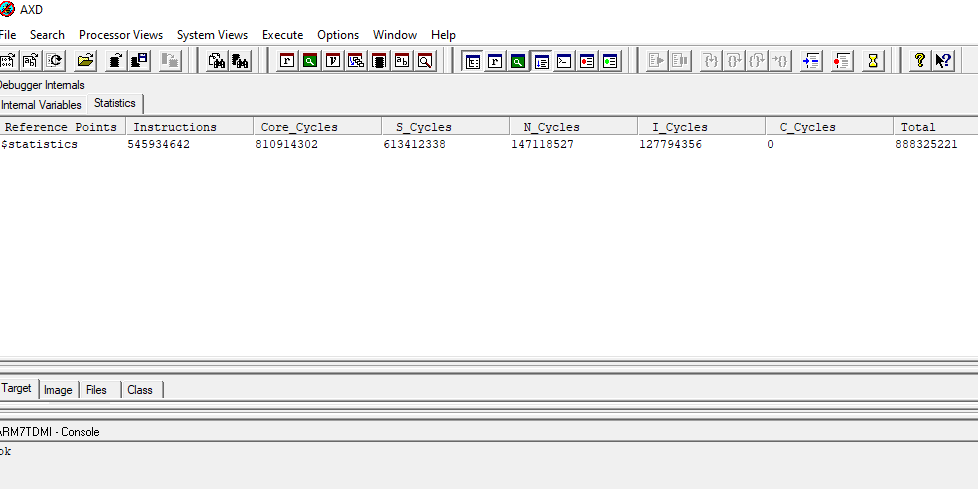 AXD
File Search Processor Views System Views Execute Options Window Help
Debugger Internals
Internal Variables Statistics
Reference Points Instructions Core_Cycles S_Cycles N_Cycles I_Cycles C_Cycles Total
$statistics 545934642 810914302 613412338 147118527 127794356 0 888325221
Target Image Files Class
ARM7TDMI - Console
ok